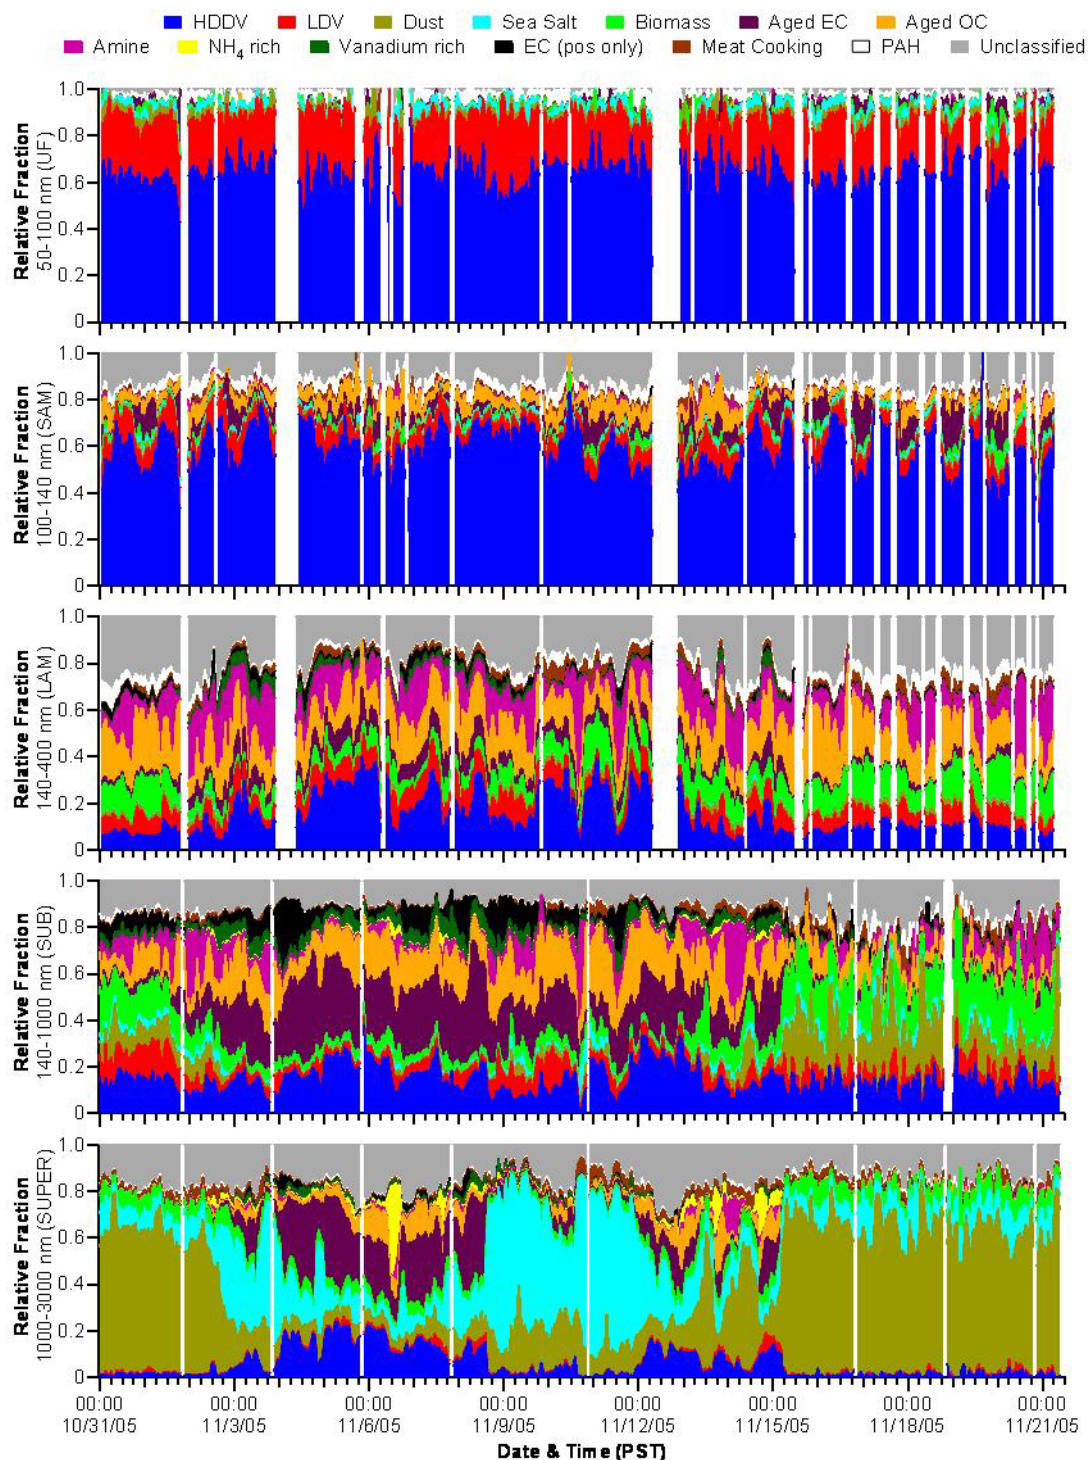 HDDV LDV Dust Sea Salt Biomass Aged EC Aged OC
Amine NH4 rich Vanadium rich EC (pos only) Meat Cooking PAH Unclassified
Relative Fraction
50-100 nm (UF)
1.0
0.8
0.6
0.4
0.2
0
Relative Fraction
100-140 nm (SAM)
1.0
0.8
0.6
0.4
0.2
0
Relative Fraction
140-400 nm (LAM)
1.0
0.8
0.6
0.4
0.2
0
Relative Fraction
140-1000 nm (SUB)
1.0
0.8
0.6
0.4
0.2
0
Relative Fraction
1000-3000 nm (SUPER)
1.0
0.8
0.6
0.4
0.2
0
00:00 00:00 00:00 00:00 00:00 00:00 00:00 00:00
10/31/05 11/3/05 11/6/05 11/9/05 11/12/05 11/15/05 11/18/05 11/21/05
Date & Time (PST)